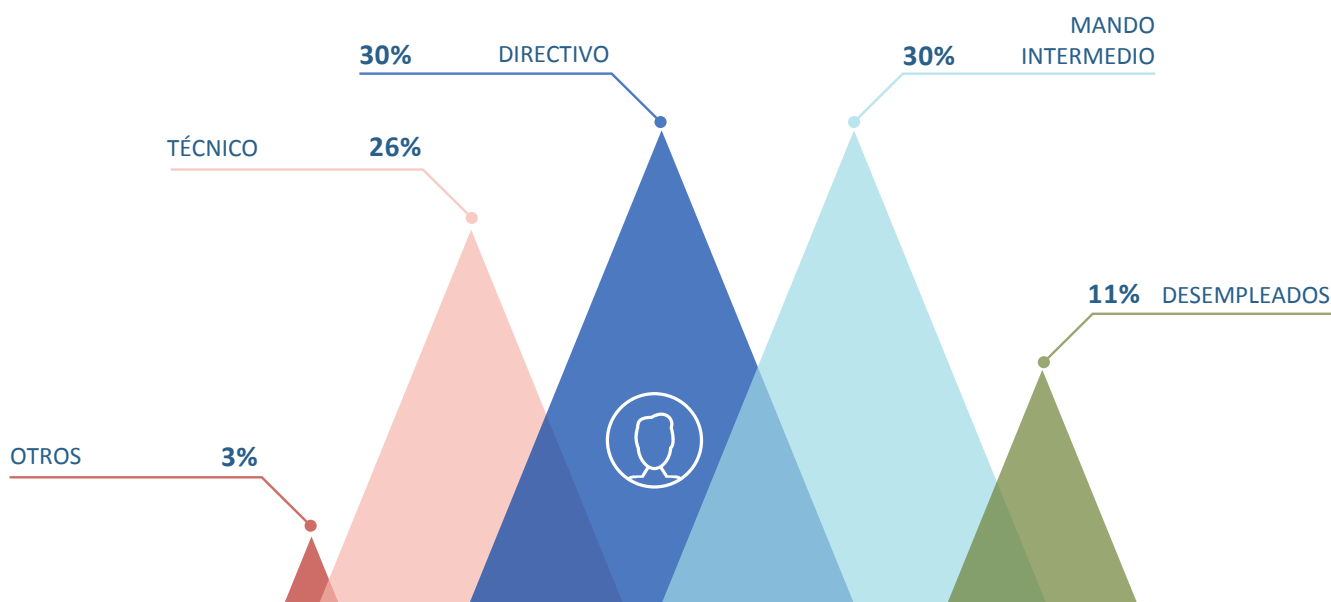 MANDO
30% DIRECTIVO
30% INTERMEDIO
TÉCNICO 26%
11% DESEMPLEADOS
OTROS 3%